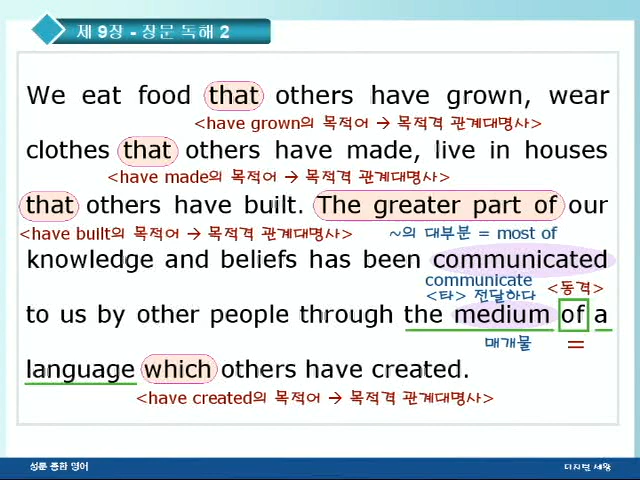 제 9장 - 장문 독해 2
We eat food that others have grown, wear
<have grown의 목적어 → 목적격 관계대명사>
clothes that others have made, live in houses
<have made의 목적어 → 목적격 관계대명사>
that others have built. The greater part of our
<have built의 목적어 → 목적격 관계대명사> ~의 대부분 = most of
knowledge and beliefs has been communicated
communicate <동격>
<타> 전달하다
to us by other people through the medium of a
매개물 =
language which others have created.
<have created의 목적어 → 목적격 관계대명사>
성문 종합 영어 디지털 세왕